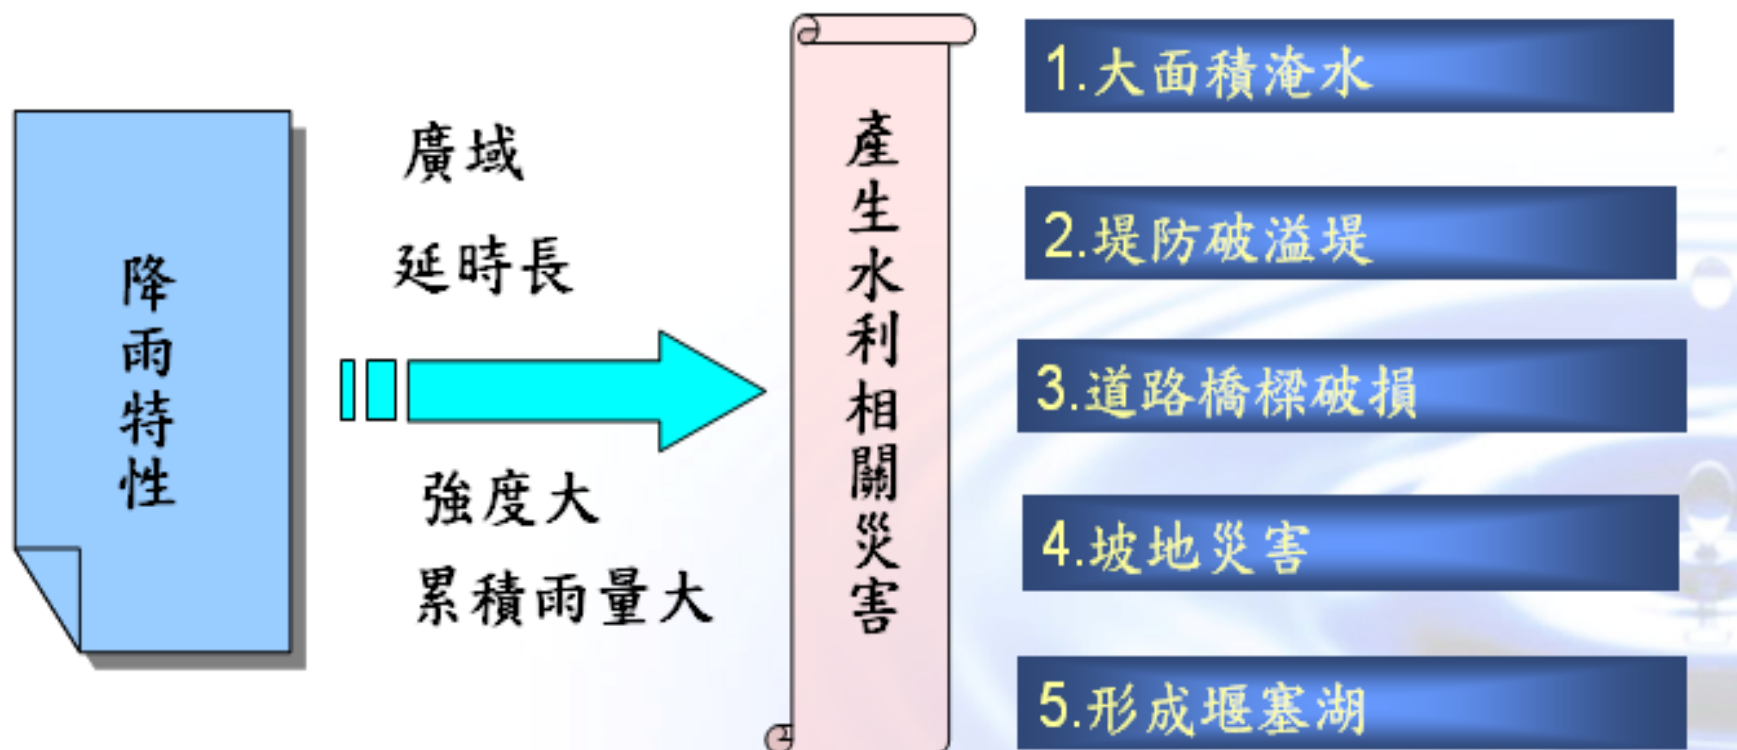 降雨特性
廣域
延時長
強度大
累積雨量大
產生水利相關災害
1.大面積淹水
2.堤防破溢堤
3.道路橋樑破損
4.坡地災害
5.形成堰塞湖